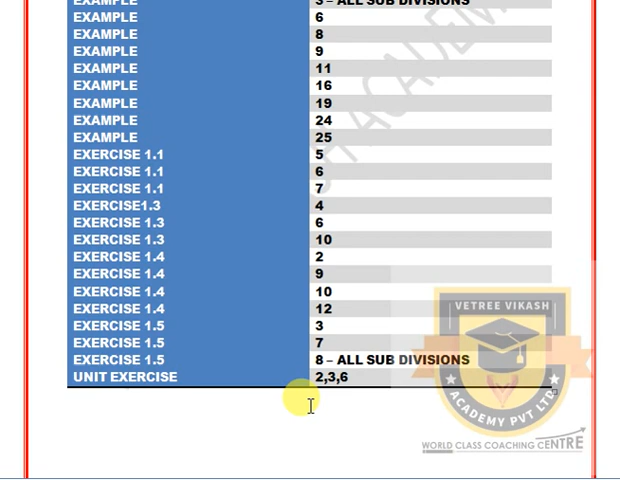 EXAMPLE 3 – ALL SUB DIVISIONS
EXAMPLE 6
EXAMPLE 8
EXAMPLE 9
EXAMPLE 11
EXAMPLE 16
EXAMPLE 19
EXAMPLE 24
EXAMPLE 25
EXERCISE 1.1 5
EXERCISE 1.1 6
EXERCISE 1.1 7
EXERCISE1.3 4
EXERCISE 1.3 6
EXERCISE 1.3 10
EXERCISE 1.4 2
EXERCISE 1.4 9
EXERCISE 1.4 10
EXERCISE 1.4 12
EXERCISE 1.5 3
EXERCISE 1.5 7
EXERCISE 1.5 8 – ALL SUB DIVISIONS
UNIT EXERCISE 2,3,6
VETREE VIKASH
ACADEMY PVT LTD
WORLD CLASS COACHING CENTRE